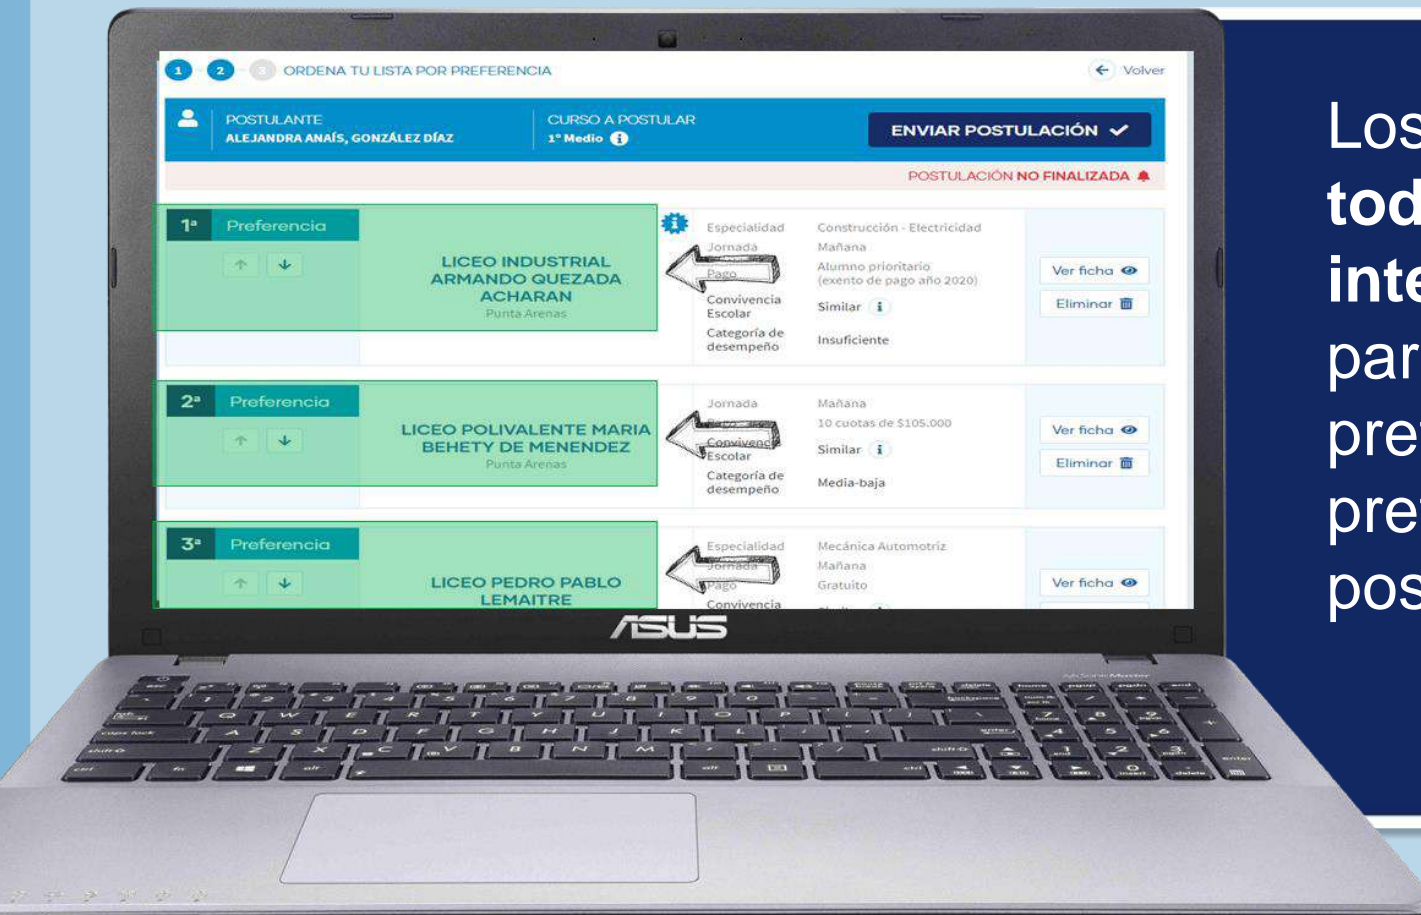 1 2 3 ORDENA TU LISTA POR PREFERENCIA
Volver
POSTULANTE
ALEJANDRA ANAÍS, GONZÁLEZ DÍAZ
CURSO A POSTULAR
1º Medio i
ENVIAR POSTULACIÓN
POSTULACIÓN NO FINALIZADA
1ª Preferencia
LICEO INDUSTRIAL
ARMANDO QUEZADA
ACHARAN
Punta Arenas
Especialidad Construcción - Electricidad
Jornada Mañana
Pago Alumno prioritario
(exento de pago año 2020)
Convivencia
Escolar Similar i
Categoría de
desempeño Insuficiente
Ver ficha
Eliminar
2ª Preferencia
LICEO POLIVALENTE MARIA
BEHETY DE MENENDEZ
Punta Arenas
Jornada Mañana
10 cuotas de $105.000
Convivencia
Escolar Similar i
Categoría de
desempeño Media-baja
Ver ficha
Eliminar
3ª Preferencia
LICEO PEDRO PABLO
LEMAITRE
Especialidad Mecánica Automotriz
Jornada Mañana
Pago Gratuito
Convivencia
Ver ficha
ASUS
Los
tod
inte
par
pre
pos